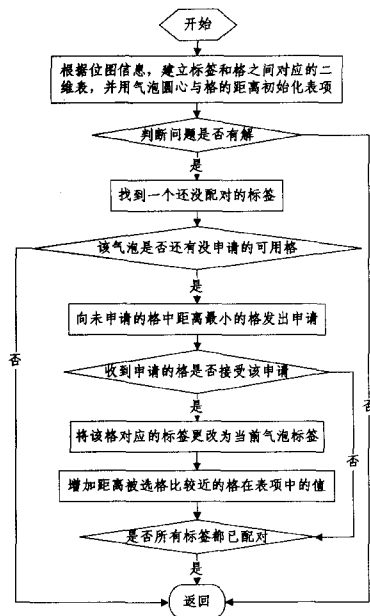 开始
根据位图信息，建立标签和格之间对应的二
维表，并用气泡圆心与格的距离初始化表项
判断问题是否有解
是
找到一个还没配对的标签
该气泡是否还有没申请的可用格
是
向未申请的格中距离最小的格发出申请
否
否
收到申请的格是否接受该申请
是
将该格对应的标签更改为当前气泡标签
否
增加距离被选格比较近的格在表项中的值
是否所有标签都已配对
是
返回